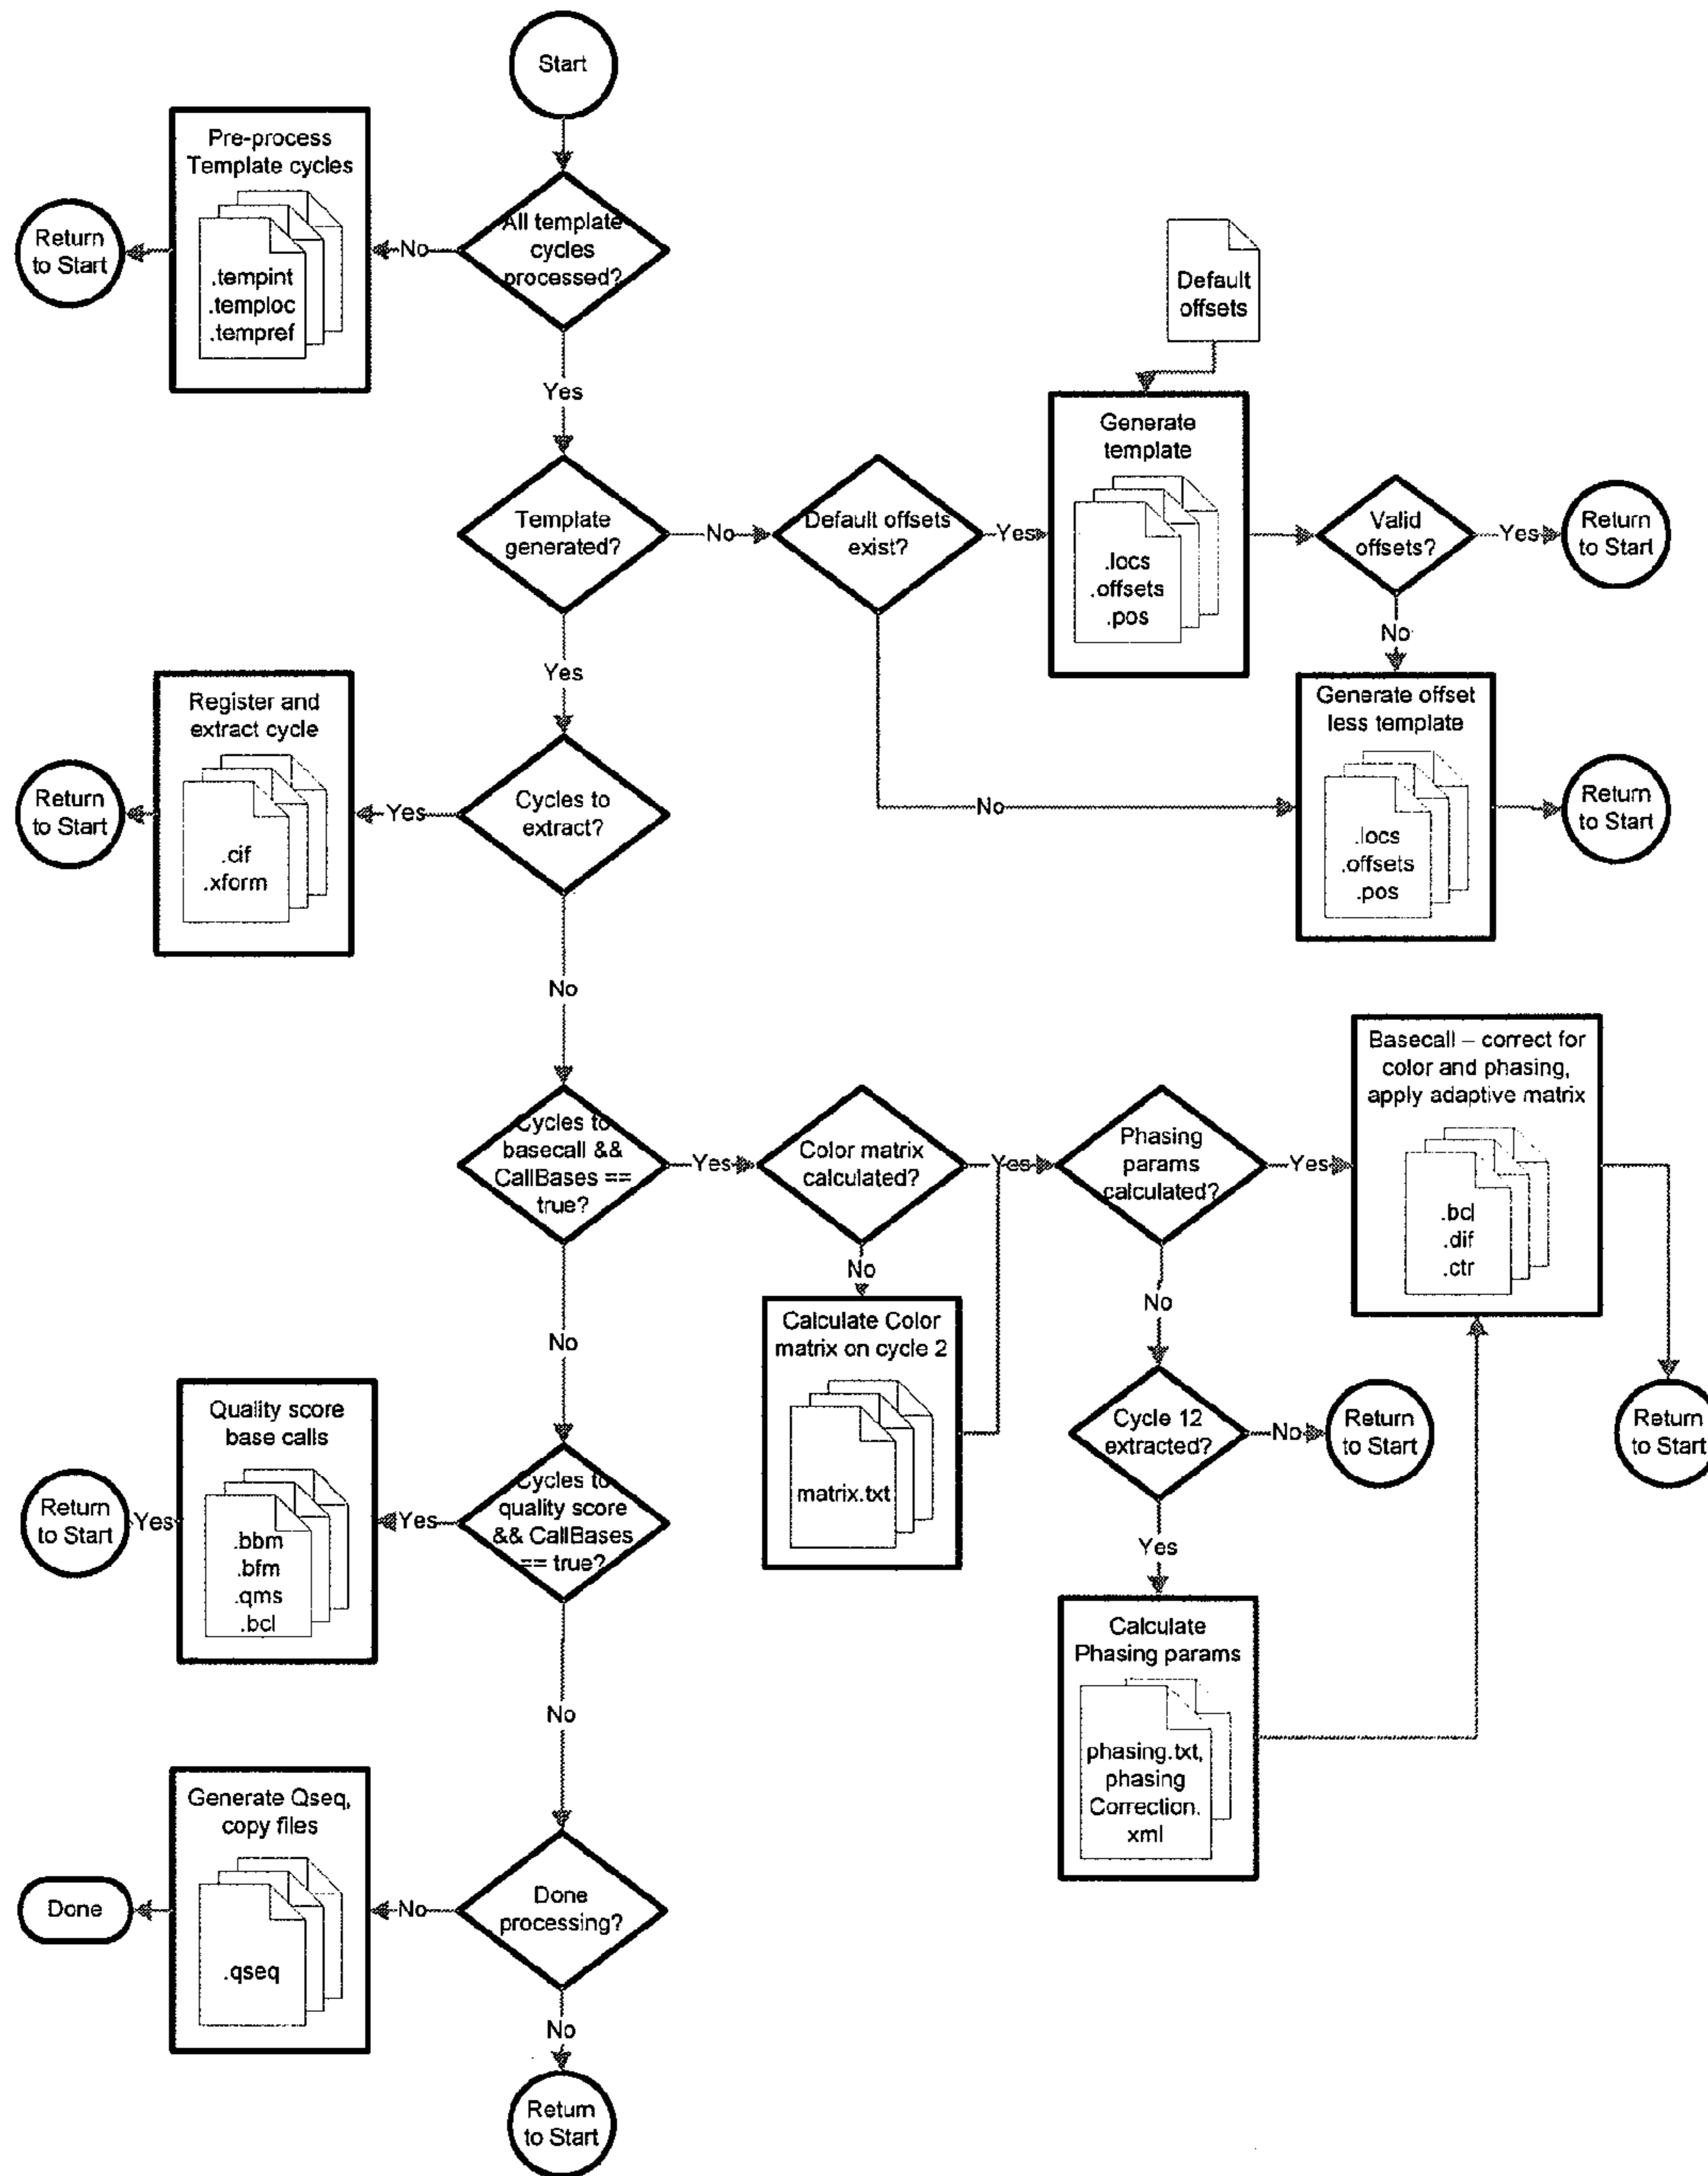 Start
Pre-process
Template cycles
.tempint
.temploc
.tempref
Return
to Start
No
All template
cycles
processed?
Yes
Default
offsets
Template
generated?
No
Default offsets
exist?
Yes
Generate
template
.locs
.offsets
.pos
Valid
offsets?
Yes
Return
to Start
No
No
Generate offset
less template
.locs
.offsets
.pos
Return
to Start
Yes
Register and
extract cycle
.cif
.xform
Return
to Start
Yes
Cycles to
extract?
No
Cycles to
basecall &&
CallBases ==
true?
Yes
Color matrix
calculated?
Yes
Phasing
params
calculated?
Yes
Basecall – correct for
color and phasing,
apply adaptive matrix
.bcl
.dif
.ctr
Return
to Start
No
Calculate Color
matrix on cycle 2
matrix.txt
No
Cycle 12
extracted?
No
Return
to Start
Yes
Calculate
Phasing params
phasing.txt,
phasing
Correction.
xml
No
Quality score
base calls
.bbm
.bfm
.qms
.bcl
Return
to Start
Yes
Yes
Cycles to
quality score
&& CallBases
== true?
No
Generate Qseq,
copy files
.qseq
Done
No
Done
processing?
No
Return
to Start